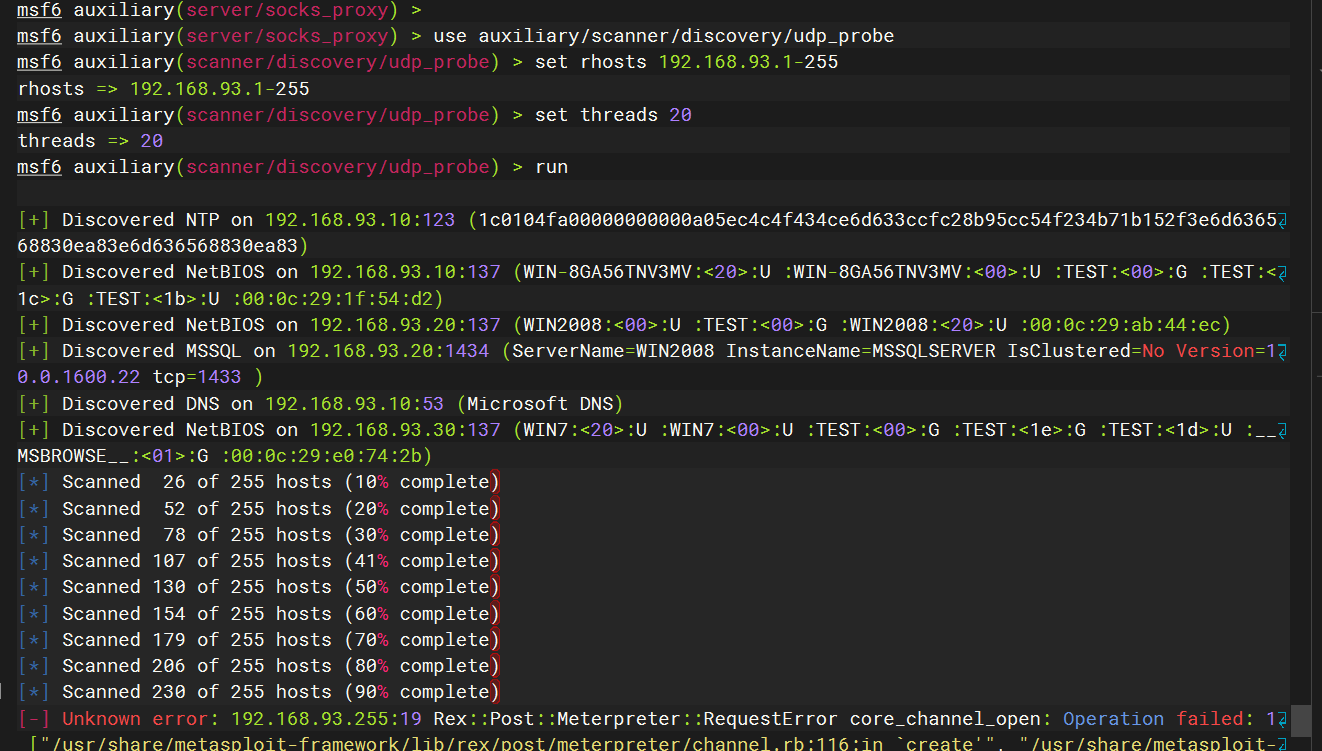 msf6 auxiliary(server/socks_proxy) >
msf6 auxiliary(server/socks_proxy) > use auxiliary/scanner/discovery/udp_probe
msf6 auxiliary(scanner/discovery/udp_probe) > set rhosts 192.168.93.1-255
rhosts => 192.168.93.1-255
msf6 auxiliary(scanner/discovery/udp_probe) > set threads 20
threads => 20
msf6 auxiliary(scanner/discovery/udp_probe) > run
[+] Discovered NTP on 192.168.93.10:123 (1c0104fa00000000000a05ec4c4f434ce6d633ccfc28b95cc54f234b71b152f3e6d6365
68830ea83e6d636568830ea83)
[+] Discovered NetBIOS on 192.168.93.10:137 (WIN-8GA56TNV3MV:<20>:U :WIN-8GA56TNV3MV:<00>:U :TEST:<00>:G :TEST:<
1c>:G :TEST:<1b>:U :00:0c:29:1f:54:d2)
[+] Discovered NetBIOS on 192.168.93.20:137 (WIN2008:<00>:U :TEST:<00>:G :WIN2008:<20>:U :00:0c:29:ab:44:ec)
[+] Discovered MSSQL on 192.168.93.20:1434 (ServerName=WIN2008 InstanceName=MSSQLSERVER IsClustered=No Version=1
0.0.1600.22 tcp=1433 )
[+] Discovered DNS on 192.168.93.10:53 (Microsoft DNS)
[+] Discovered NetBIOS on 192.168.93.30:137 (WIN7:<20>:U :WIN7:<00>:U :TEST:<00>:G :TEST:<1e>:G :TEST:<1d>:U :__
MSBROWSE__:<01>:G :00:0c:29:e0:74:2b)
[*] Scanned  26 of 255 hosts (10% complete)
[*] Scanned  52 of 255 hosts (20% complete)
[*] Scanned  78 of 255 hosts (30% complete)
[*] Scanned 107 of 255 hosts (41% complete)
[*] Scanned 130 of 255 hosts (50% complete)
[*] Scanned 154 of 255 hosts (60% complete)
[*] Scanned 179 of 255 hosts (70% complete)
[*] Scanned 206 of 255 hosts (80% complete)
[*] Scanned 230 of 255 hosts (90% complete)
[-] Unknown error: 192.168.93.255:19 Rex::Post::Meterpreter::RequestError core_channel_open: Operation failed: 1
["/usr/share/metasploit-framework/lib/rex/post/meterpreter/channel.rb:116:in `create'", "/usr/share/metasploit-